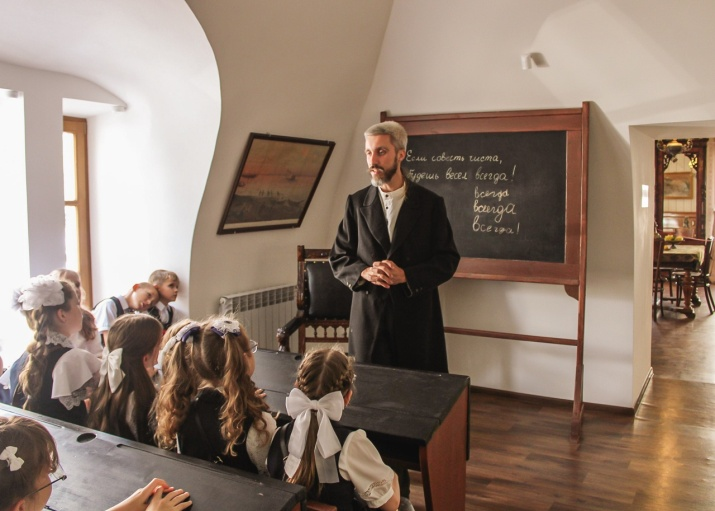 Если совесть чиста,
будешь весел всегда!
всегда
всегда
всегда!